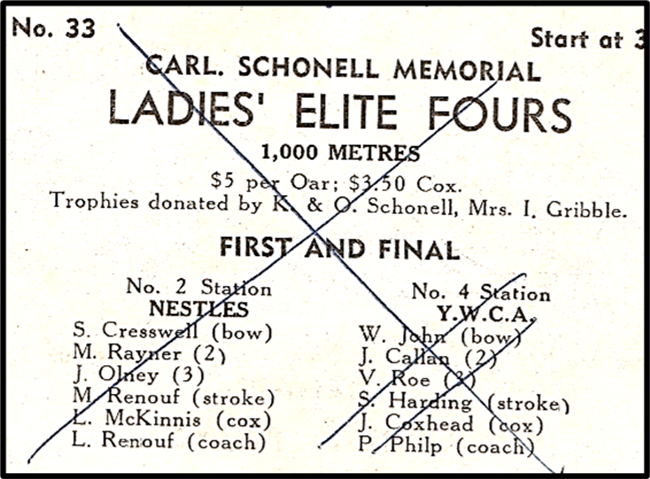 No. 33
Start at 3
CARL. SCHONELL MEMORIAL
LADIES' ELITE FOURS
1,000 METRES
$5 per Oar; $3.50 Cox.
Trophies donated by K. & O. Schonell, Mrs. I. Gribble.
FIRST AND FINAL
No. 2 Station
NESTLES
S. Cresswell (bow)
M. Rayner (2)
J. Olney (3)
M. Renouf (stroke)
L. McKinnis (cox)
L. Renouf (coach)
No. 4 Station
Y.W.C.A.
W. John (bow)
J. Callan (2)
V. Roe (3)
S. Harding (stroke)
J. Coxhead (cox)
P. Philp (coach)